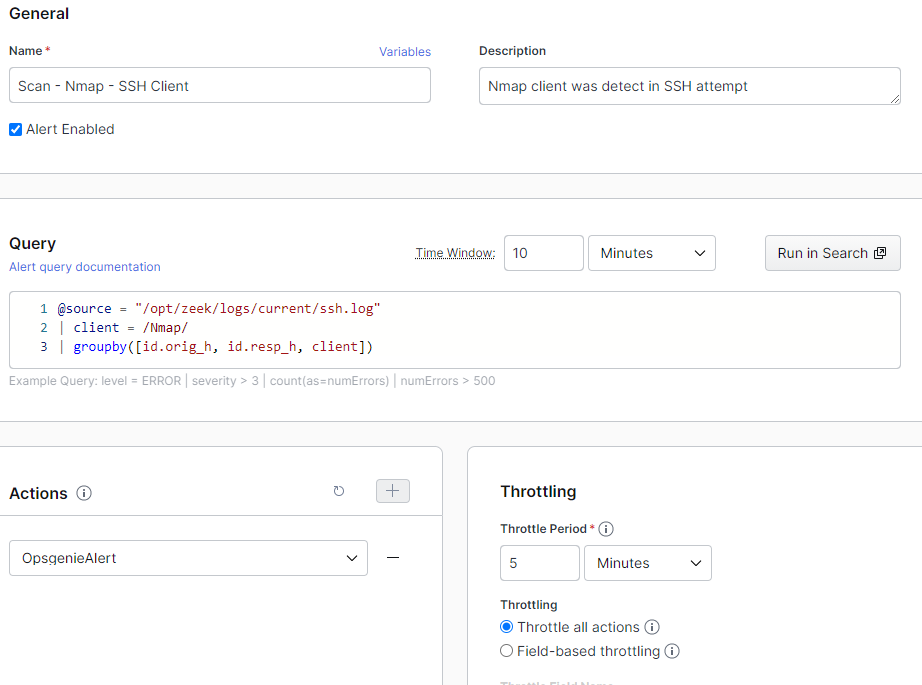 General
Name *
Variables
Description
Scan - Nmap - SSH Client
Nmap client was detect in SSH attempt
Alert Enabled
Query
Alert query documentation
Time Window:
10
Minutes
Run in Search
1 @source = "/opt/zeek/logs/current/ssh.log"
2 | client = /Nmap/
3 | groupby([id.orig_h, id.resp_h, client])
Example Query: level = ERROR | severity > 3 | count(as=numErrors) | numErrors > 500
Actions
OpsgenieAlert
Throttling
Throttle Period *
5
Minutes
Throttling
Throttle all actions
Field-based throttling
Throttle Field Name